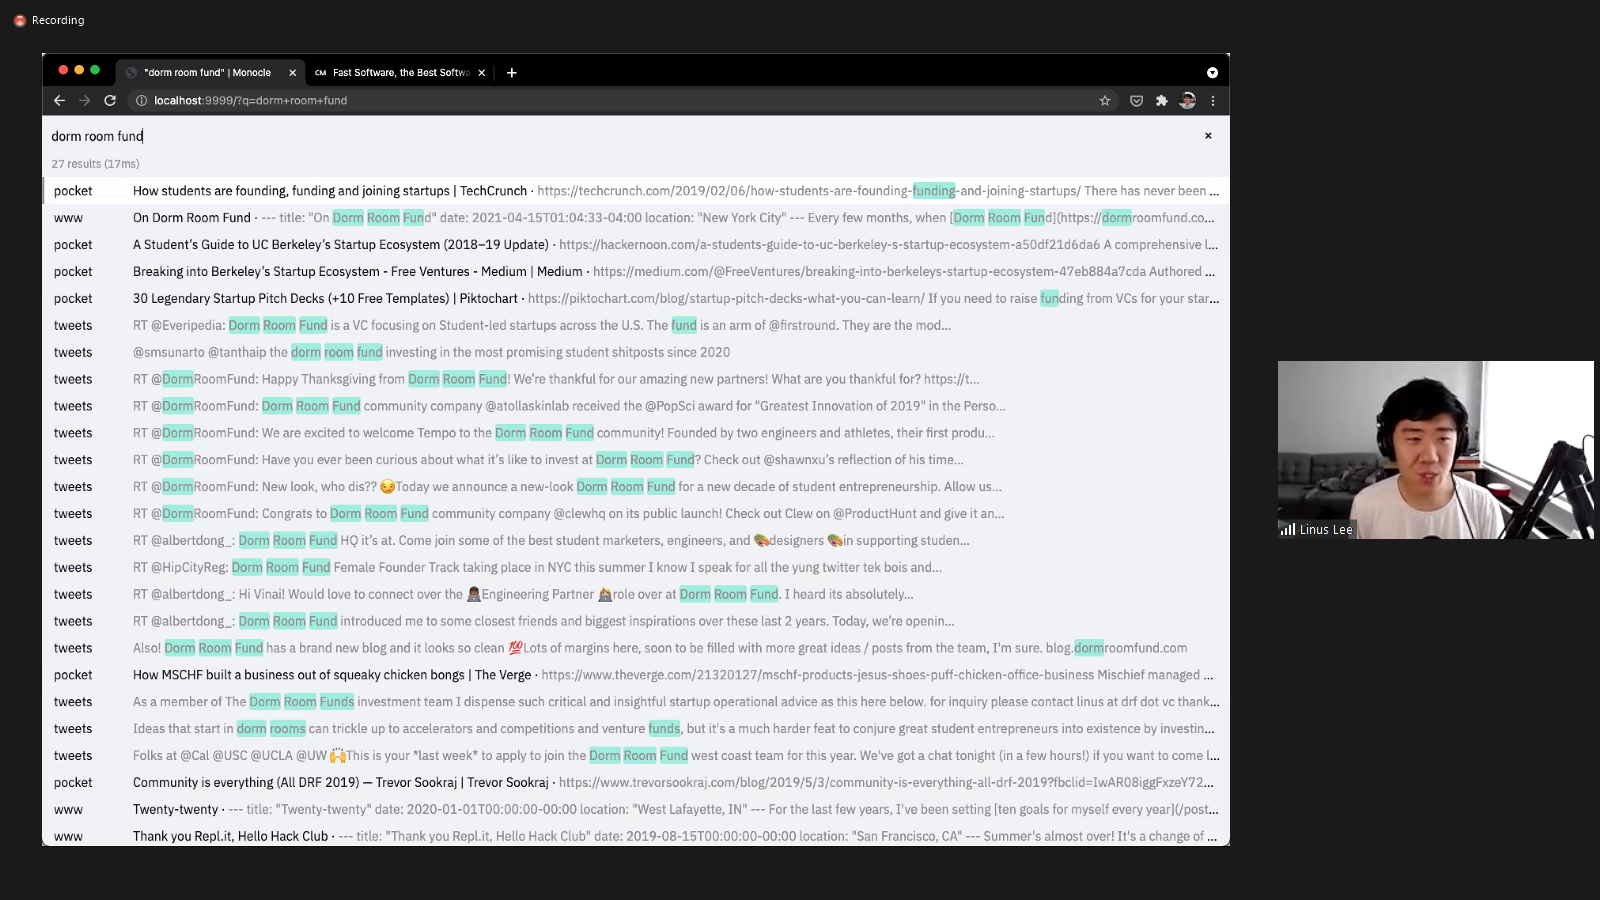 Recording
"dorm room fund" | Monocle
CM Fast Software, the Best Softwa
localhost:9999/?q=dorm+room+fund
dorm room fund
27 results (17ms)
pocket How students are founding, funding and joining startups | TechCrunch · https://techcrunch.com/2019/02/06/how-students-are-founding-funding-and-joining-startups/ There has never been ...
www On Dorm Room Fund · --- title: "On Dorm Room Fund" date: 2021-04-15T01:04:33-04:00 location: "New York City" --- Every few months, when [Dorm Room Fund](https://dormroomfund.co...
pocket A Student's Guide to UC Berkeley's Startup Ecosystem (2018–19 Update) · https://hackernoon.com/a-students-guide-to-uc-berkeley-s-startup-ecosystem-a50df21d6da6 A comprehensive l...
pocket Breaking into Berkeley's Startup Ecosystem - Free Ventures - Medium | Medium · https://medium.com/@FreeVentures/breaking-into-berkeleys-startup-ecosystem-47eb884a7cda Authored ...
pocket 30 Legendary Startup Pitch Decks (+10 Free Templates) | Piktochart · https://piktochart.com/blog/startup-pitch-decks-what-you-can-learn/ If you need to raise funding from VCs for your star...
tweets RT @Everipedia: Dorm Room Fund is a VC focusing on Student-led startups across the U.S. The fund is an arm of @firstround. They are the mod...
tweets @smsunarto @tanthaip the dorm room fund investing in the most promising student shitposts since 2020
tweets RT @DormRoomFund: Happy Thanksgiving from Dorm Room Fund! We're thankful for our amazing new partners! What are you thankful for? https://t...
tweets RT @DormRoomFund: Dorm Room Fund community company @atollaskinlab received the @PopSci award for "Greatest Innovation of 2019" in the Perso...
tweets RT @DormRoomFund: We are excited to welcome Tempo to the Dorm Room Fund community! Founded by two engineers and athletes, their first produ...
tweets RT @DormRoomFund: Have you ever been curious about what it's like to invest at Dorm Room Fund? Check out @shawnxu's reflection of his time...
tweets RT @DormRoomFund: New look, who dis?? 😏Today we announce a new-look Dorm Room Fund for a new decade of student entrepreneurship. Allow us...
tweets RT @DormRoomFund: Congrats to Dorm Room Fund community company @clewhq on its public launch! Check out Clew on @ProductHunt and give it an...
tweets RT @albertdong_: Dorm Room Fund HQ it's at. Come join some of the best student marketers, engineers, and 🎨designers 🎨in supporting studen...
tweets RT @HipCityReg: Dorm Room Fund Female Founder Track taking place in NYC this summer I know I speak for all the yung twitter tek bois and...
tweets RT @albertdong_: Hi Vinai! Would love to connect over the 👩🏿‍💻Engineering Partner 👩🏼‍💻role over at Dorm Room Fund. I heard its absolutely...
tweets RT @albertdong_: Dorm Room Fund introduced me to some closest friends and biggest inspirations over these last 2 years. Today, we're openin...
tweets Also! Dorm Room Fund has a brand new blog and it looks so clean 💯Lots of margins here, soon to be filled with more great ideas / posts from the team, I'm sure. blog.dormroomfund.com
pocket How MSCHF built a business out of squeaky chicken bongs | The Verge · https://www.theverge.com/21320127/mschf-products-jesus-shoes-puff-chicken-office-business Mischief managed ...
tweets As a member of The Dorm Room Funds investment team I dispense such critical and insightful startup operational advice as this here below. for inquiry please contact linus at drf dot vc thank...
tweets Ideas that start in dorm rooms can trickle up to accelerators and competitions and venture funds, but it's a much harder feat to conjure great student entrepreneurs into existence by investin...
tweets Folks at @Cal @USC @UCLA @UW 🙌This is your *last week* to apply to join the Dorm Room Fund west coast team for this year. We've got a chat tonight (in a few hours!) if you want to come l...
pocket Community is everything (All DRF 2019) — Trevor Sookraj | Trevor Sookraj · https://www.trevorsookraj.com/blog/2019/5/3/community-is-everything-all-drf-2019?fbclid=IwAR08iggFxzeY72...
www Twenty-twenty · --- title: "Twenty-twenty" date: 2020-01-01T00:00:00-00:00 location: "West Lafayette, IN" --- For the last few years, I've been setting [ten goals for myself every year](/post...
www Thank you Repl.it, Hello Hack Club · --- title: "Thank you Repl.it, Hello Hack Club" date: 2019-08-15T00:00:00-00:00 location: "San Francisco, CA" --- Summer's almost over! It's a change of ...
Linus Lee